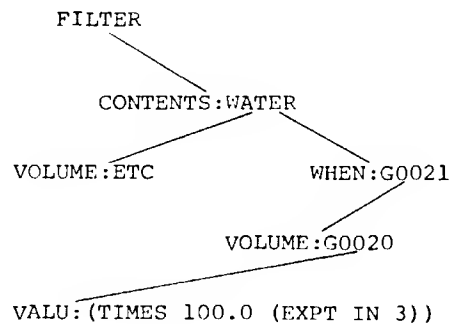 FILTER
CONTENTS:WATER
VOLUME:ETC WHEN:G0021
VOLUME:G0020
VALU:(TIMES 100.0 (EXPT IN 3))